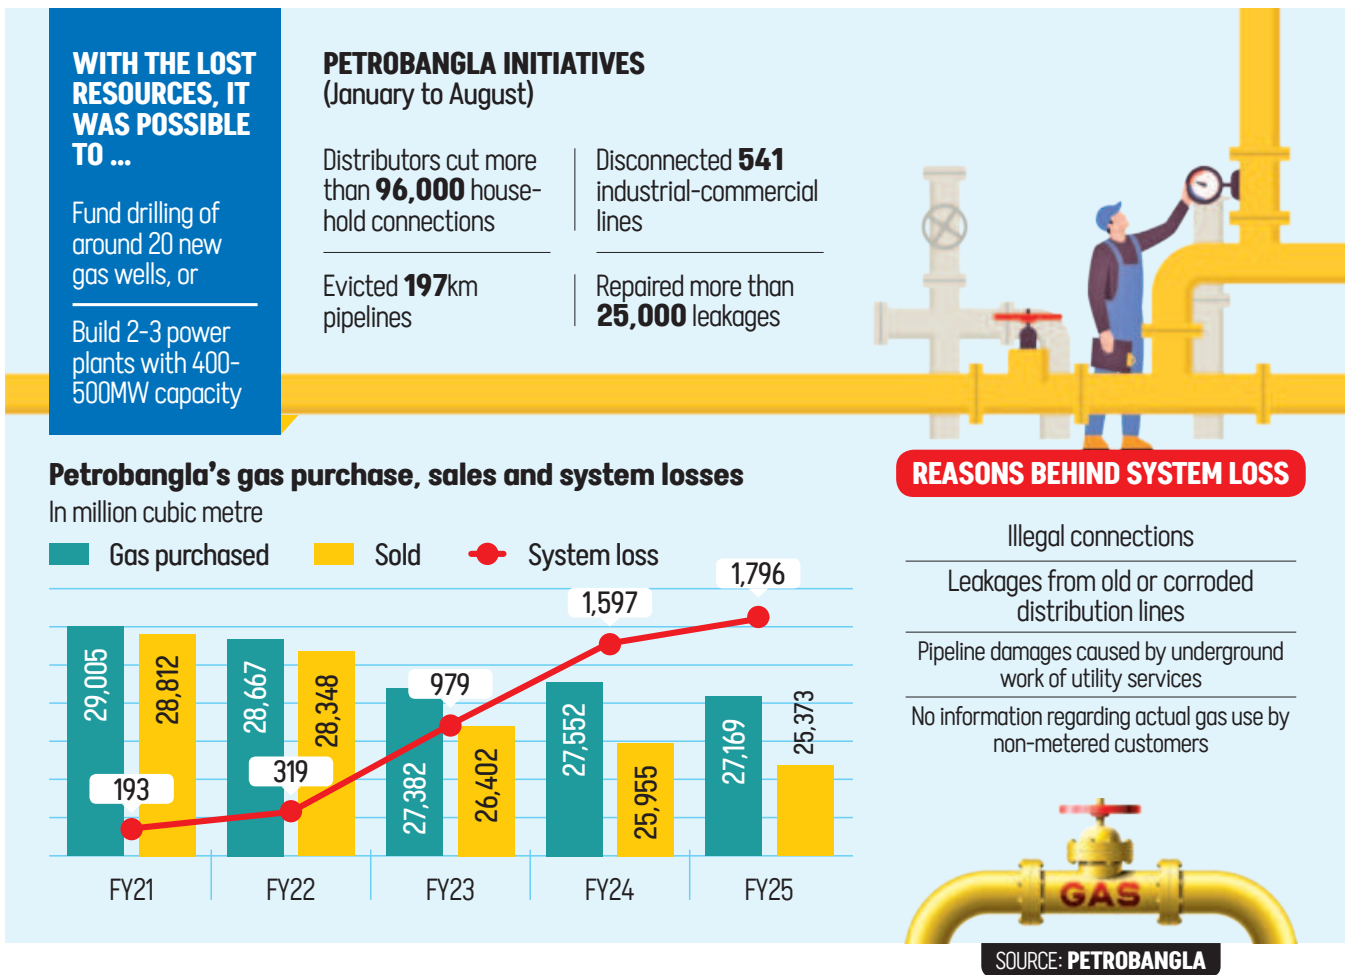 WITH THE LOST
RESOURCES, IT
WAS POSSIBLE
TO ...
Fund drilling of
around 20 new
gas wells, or
Build 2-3 power
plants with 400-
500MW capacity
PETROBANGLA INITIATIVES
(January to August)
Distributors cut more
than 96,000 house-
hold connections
Disconnected 541
industrial-commercial
lines
Evicted 197km
pipelines
Repaired more than
25,000 leakages
Petrobangla's gas purchase, sales and system losses
In million cubic metre
Gas purchased
Sold
System loss
29,005
28,812
193
28,667
28,348
319
27,382
26,402
979
27,552
25,955
1,597
27,169
25,373
1,796
FY21
FY22
FY23
FY24
FY25
REASONS BEHIND SYSTEM LOSS
Illegal connections
Leakages from old or corroded
distribution lines
Pipeline damages caused by underground
work of utility services
No information regarding actual gas use by
non-metered customers
GAS
SOURCE: PETROBANGLA